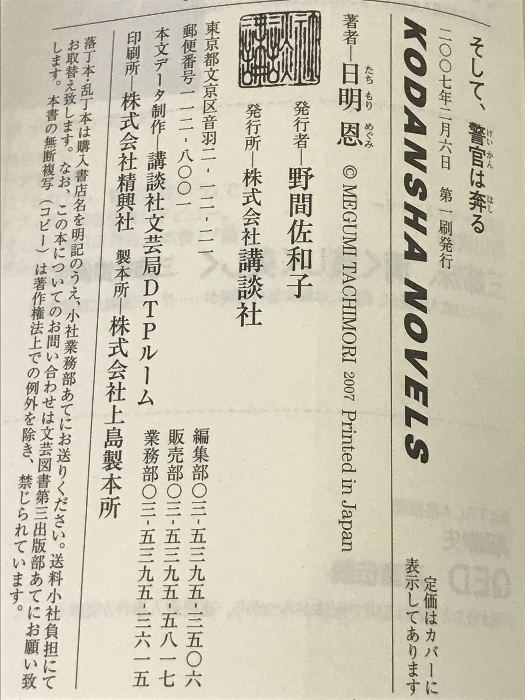 そして、警官は奔る
けいかん はし
二〇〇七年二月六日 第一刷発行
KODANSHA NOVELS
定価はカバーに
表示してあります
著者―日明 恩 © MEGUMI TACHIMORI 2007 Printed in Japan
たち もり めぐみ
発行者―野間佐和子
発行所―株式会社講談社
東京都文京区音羽二-一二-二一
郵便番号一一二-八〇〇一
編集部〇三-五三九五-三五〇六
販売部〇三-五三九五-五八一七
業務部〇三-五三九五-三六一五
本文データ制作―講談社文芸局DTPルーム
印刷所―株式会社精興社 製本所―株式会社上島製本所
落丁本・乱丁本は購入書店名を明記のうえ、小社業務部あてにお送りください。送料小社負担にて
お取替え致します。なお、この本についてのお問い合わせは文芸図書第三出版部あてにお願い致
します。本書の無断複写(コピー)は著作権法上での例外を除き、禁じられています。